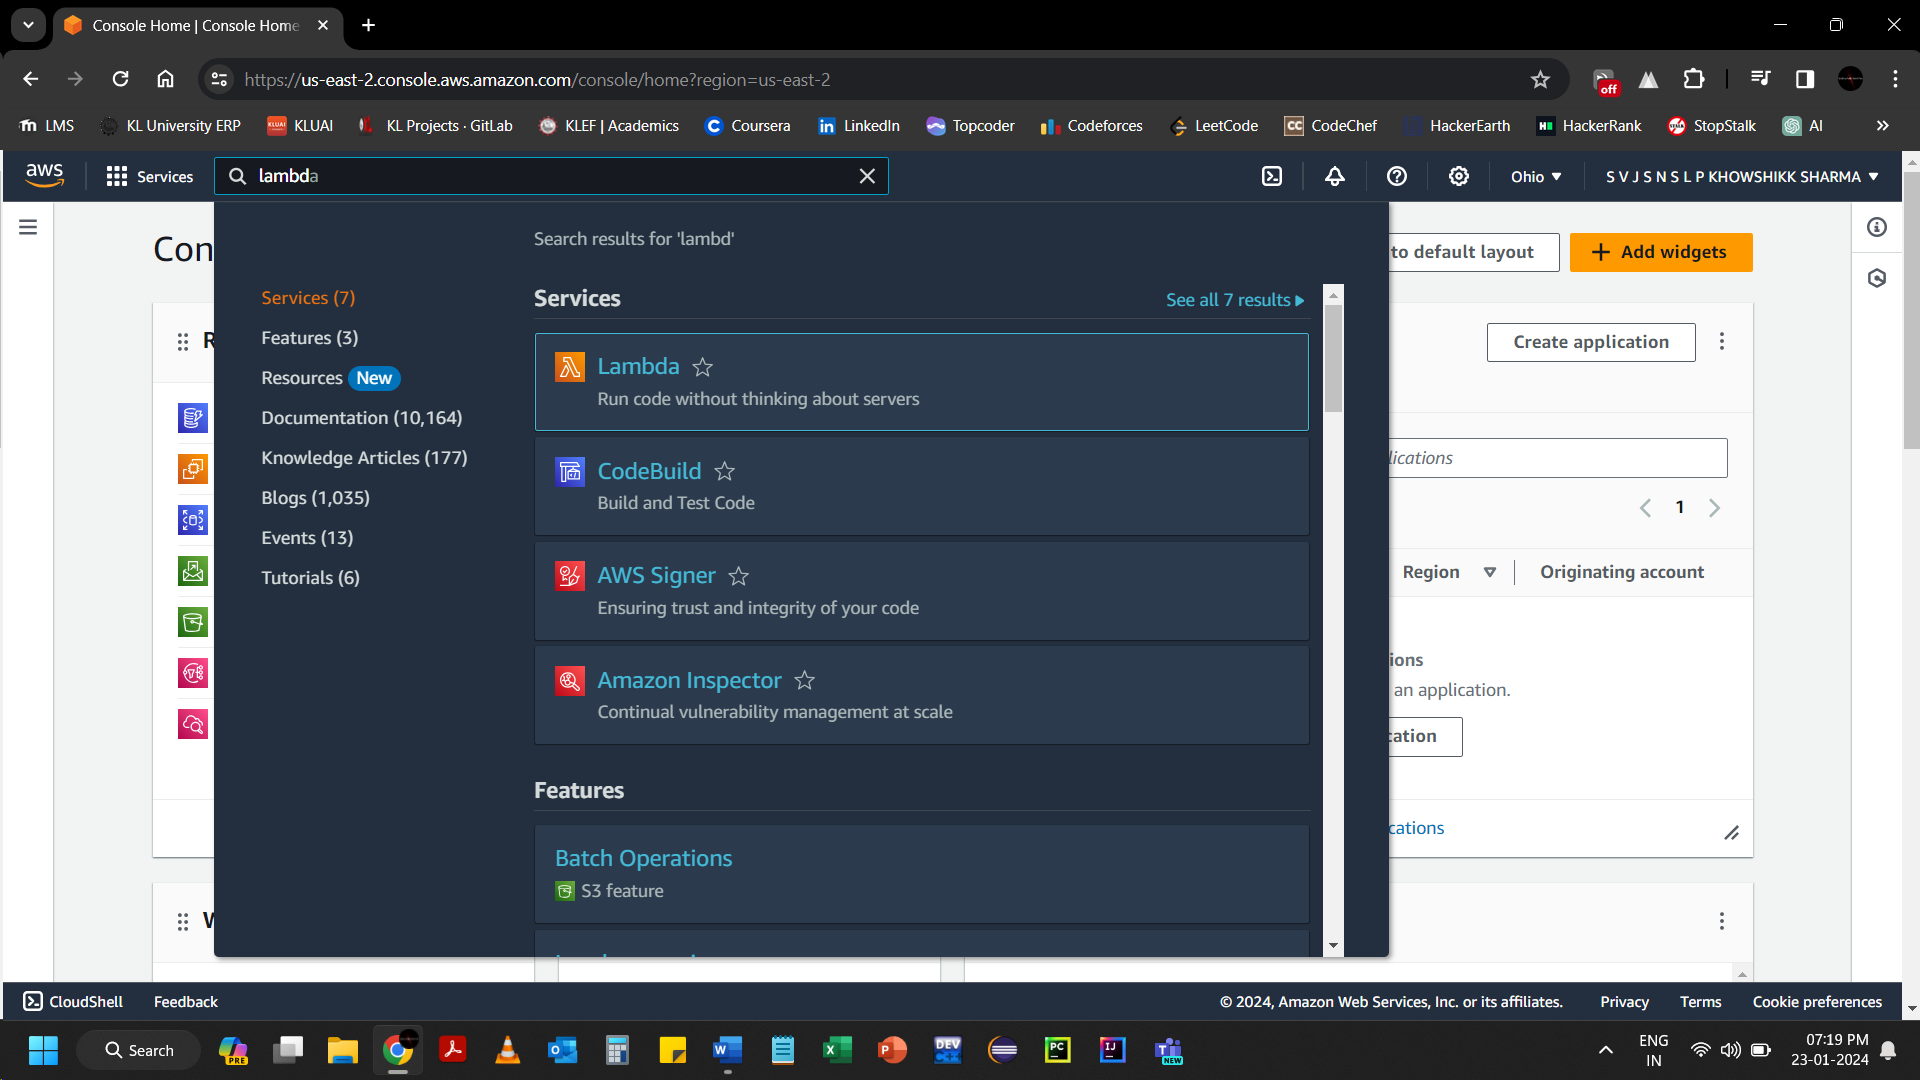 Console Home | Console Home
https://us-east-2.console.aws.amazon.com/console/home?region=us-east-2
off
LMS
KL University ERP
KLUAI
KL Projects · GitLab
KLEF | Academics
Coursera
LinkedIn
Topcoder
Codeforces
LeetCode
CodeChef
HackerEarth
HackerRank
StopStalk
AI
aws
Services
lambda
Ohio ▼
S V J S N S L P KHOWSHIKK SHARMA ▼
Con
to default layout
Add widgets
Search results for 'lambd'
Services (7)
Features (3)
Resources New
Documentation (10,164)
Knowledge Articles (177)
Blogs (1,035)
Events (13)
Tutorials (6)
Services
See all 7 results ▶
Lambda
Run code without thinking about servers
CodeBuild
Build and Test Code
AWS Signer
Ensuring trust and integrity of your code
Amazon Inspector
Continual vulnerability management at scale
Features
Batch Operations
S3 feature
R
Create application
lications
1
Region
Originating account
ions
an application.
cation
cations
W
CloudShell
Feedback
© 2024, Amazon Web Services, Inc. or its affiliates.
Privacy
Terms
Cookie preferences
Search
PRE
DEV
C++
PC
IJ
NEW
ENG
IN
07:19 PM
23-01-2024